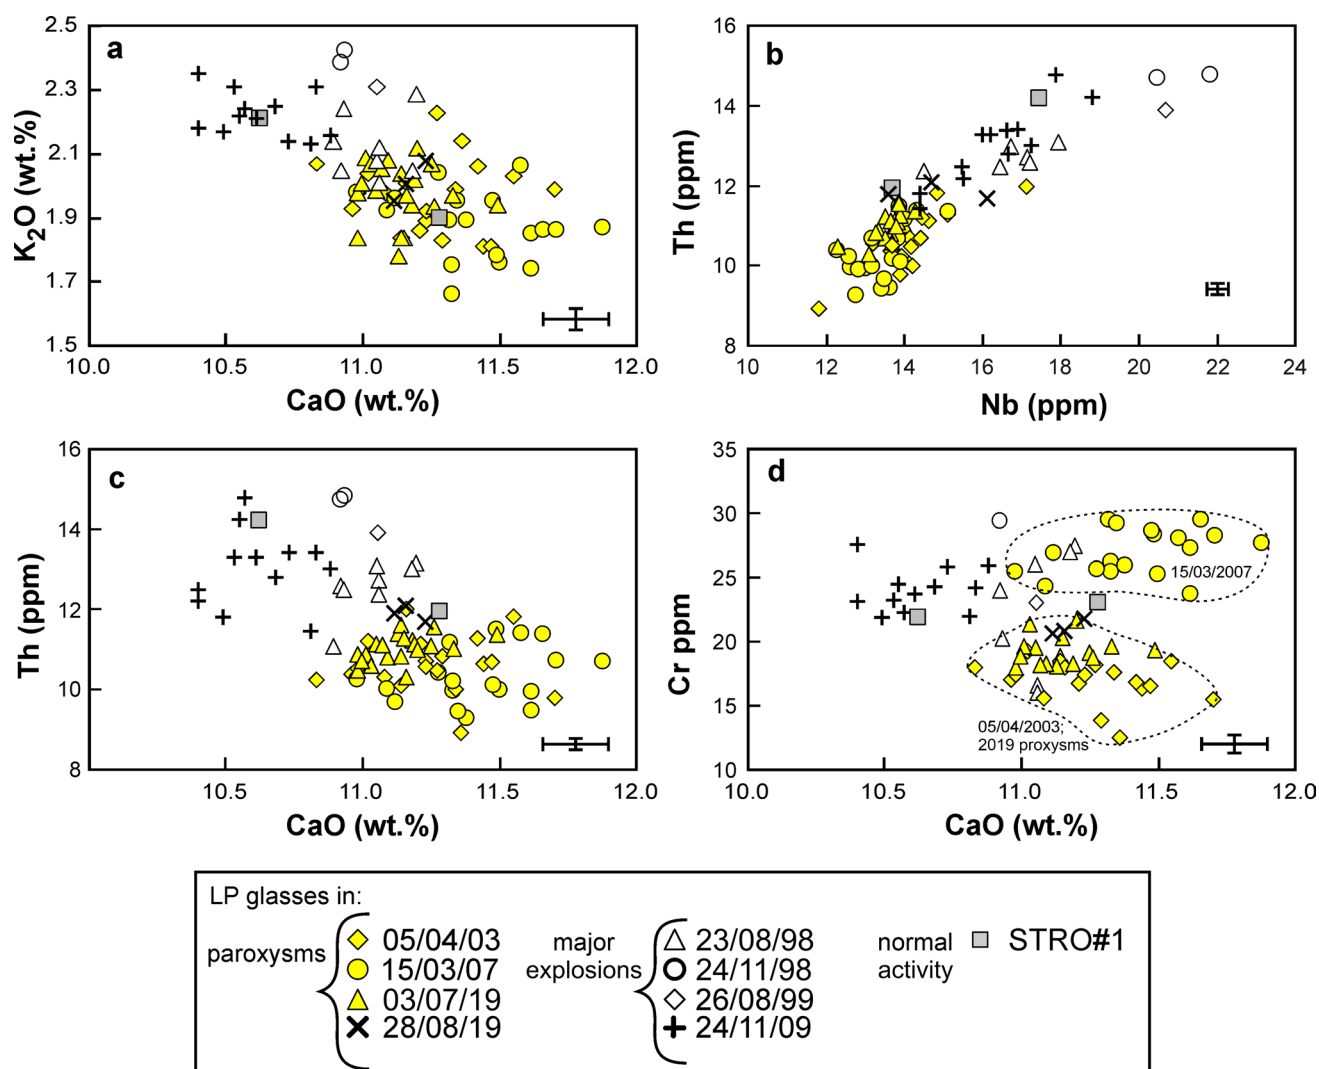 a
2.5
2.3
2.1
1.9
1.7
1.5
K2O (wt.%)
10.0 10.5 11.0 11.5 12.0
CaO (wt.%)
b
16
14
12
10
8
Th (ppm)
10 12 14 16 18 20 22 24
Nb (ppm)
c
16
14
12
10
8
Th (ppm)
10.5 11.0 11.5 12.0
CaO (wt.%)
d
35
30
25
20
15
10
Cr ppm
15/03/2007
05/04/2003;
2019 proxysms
10.0 10.5 11.0 11.5 12.0
CaO (wt.%)
LP glasses in:
paroxysms
05/04/03
15/03/07
03/07/19
28/08/19
major
explosions
23/08/98
24/11/98
26/08/99
24/11/09
normal
activity
STRO#1